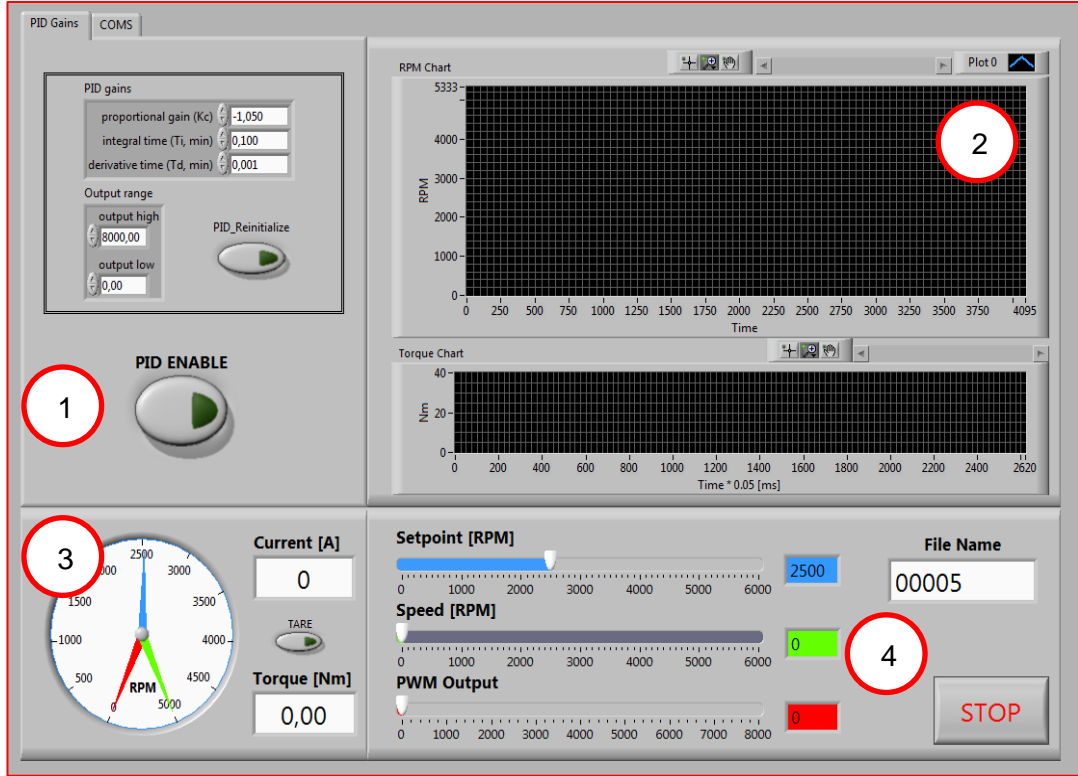 PID Gains COMS
PID gains
proportional gain (Kc) -1,050
integral time (Ti, min) 0,100
derivative time (Td, min) 0,001
Output range
output high
8000,00
output low
0,00
PID_Reinitialize
PID ENABLE
1
RPM Chart
Plot 0
5333
4000
3000
2000
1000
0
RPM
0 250 500 750 1000 1250 1500 1750 2000 2250 2500 2750 3000 3250 3500 3750 4095
Time
2
Torque Chart
40
20
0
Nm
0 200 400 600 800 1000 1200 1400 1600 1800 2000 2200 2400 2620
Time * 0.05 [ms]
3
0 500 1000 1500 000 2500 3000 3500 4000 4500 5000
RPM
Current [A]
0
TARE
Torque [Nm]
0,00
Setpoint [RPM]
2500
0 1000 2000 3000 4000 5000 6000
Speed [RPM]
0
0 1000 2000 3000 4000 5000 6000
PWM Output
0
0 1000 2000 3000 4000 5000 6000 7000 8000
File Name
00005
4
STOP